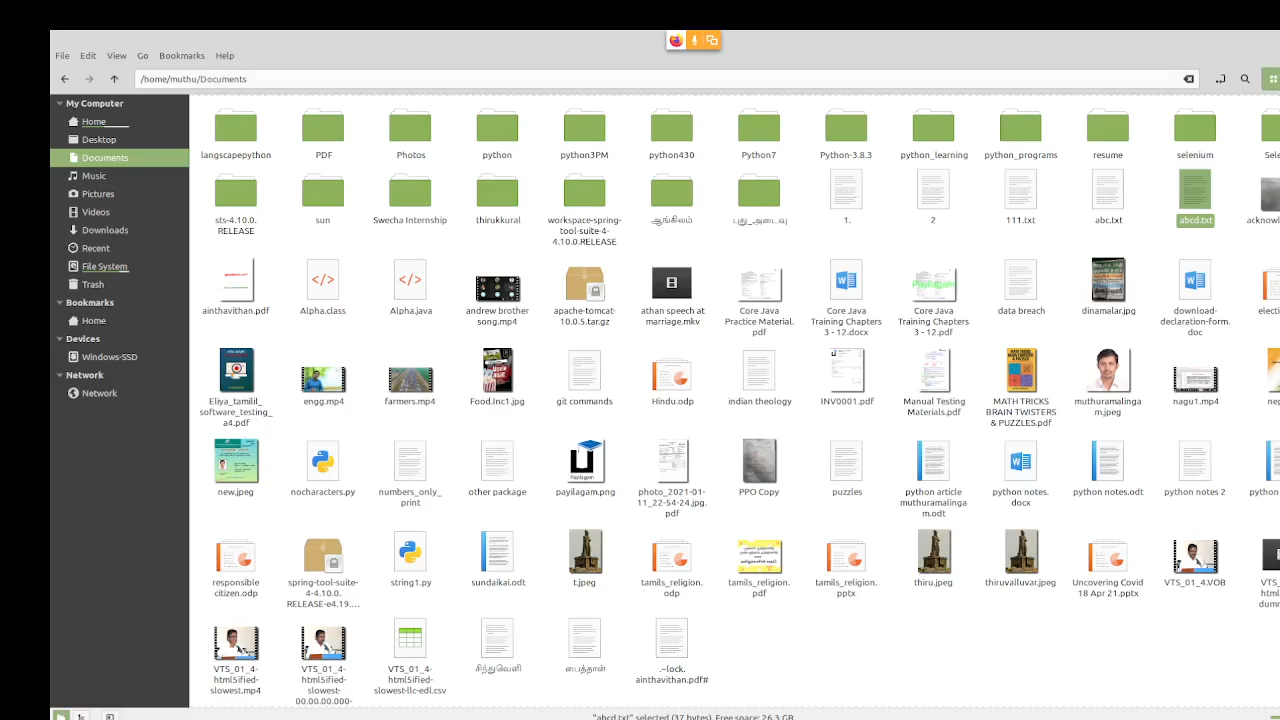 File Edit View Go Bookmarks Help
/home/muthu/Documents
My Computer
Home
Desktop
Documents
Music
Pictures
Videos
Downloads
Recent
File System
Trash
Bookmarks
Home
Devices
Windows-SSD
Network
Network
langscapepython PDF Photos python python3PM python430 Python7 Python-3.8.3 python_learning python_programs resume selenium
sts-4.10.0.
RELEASE
sun
Swecha Internship
thirukkural
workspace-spring-
tool-suite-4-
4.10.0.RELEASE
ஆங்கிலம்
புது_அடைவு
1.
2
111.txt
abc.txt
abcd.txt
acknowl
ainthavithan.pdf
Alpha.class
Alpha.java
andrew brother
song.mp4
apache-tomcat-
10.0.5.tar.gz
athan speech at
marriage.mkv
Core Java
Practice Material.
pdf
Core Java
Training Chapters
3 - 12.docx
Core Java
Training Chapters
3 - 12.pdf
data breach
dinamalar.jpg
download-
declaration-form.
doc
electi
Eliya_tamilil_
software_testing_
a4.pdf
engg.mp4
farmers.mp4
Food.Inc1.jpg
git commands
Hindu.odp
indian theology
INV0001.pdf
Manual Testing
Materials.pdf
MATH TRICKS
BRAIN TWISTERS
& PUZZLES.pdf
muthuramalinga
m.jpeg
nagu1.mp4
nep
new.jpeg
nocharacters.py
numbers_only_
print
other package
payilagam.png
photo_2021-01-
11_22-54-24.jpg.
pdf
PPO Copy
puzzles
python article
muthuramalinga
m.odt
python notes.
docx
python notes.odt
python notes 2
python
responsible
citizen.odp
spring-tool-suite-
4-4.10.0.
RELEASE-e4.19....
string1.py
sundaikai.odt
t.jpeg
tamils_religion.
odp
tamils_religion.
pdf
tamils_religion.
pptx
thiru.jpeg
thiruvalluvar.jpeg
Uncovering Covid
18 Apr 21.pptx
VTS_01_4.VOB
VTS_
html
dum
VTS_01_4-
html5ified-
slowest.mp4
VTS_01_4-
html5ified-
slowest-
00.00.00.000-
VTS_01_4-
html5ified-
slowest-llc-edl.csv
சிந்துவெளி
பைத்தான்
.~lock.
ainthavithan.pdf#
"abcd.txt" selected (37 bytes), Free space: 26.3 GB